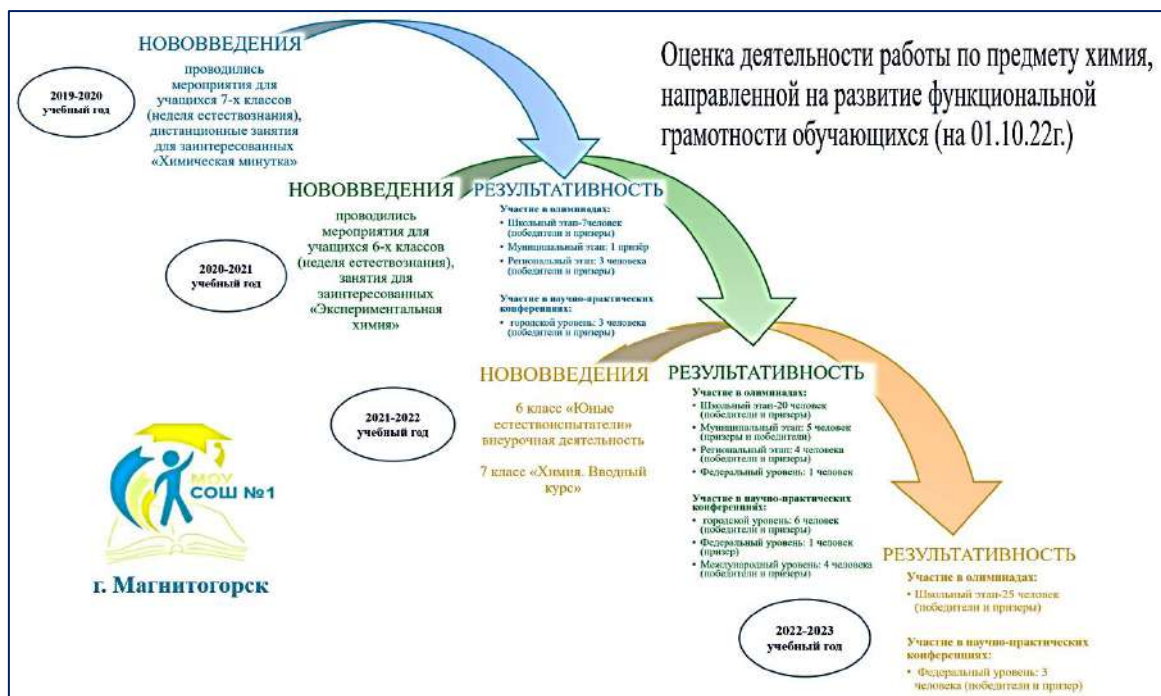 Оценка деятельности работы по предмету химия,
направленной на развитие функциональной
грамотности обучающихся (на 01.10.22г.)
2019-2020
учебный год
НОВОВВЕДЕНИЯ
проводились
мероприятия для
учащихся 7-х классов
(неделя естествознания),
дистанционные занятия
для заинтересованных
«Химическая минутка»
2020-2021
учебный год
НОВОВВЕДЕНИЯ
проводились
мероприятия для
учащихся 6-х классов
(неделя естествознания),
занятия для
заинтересованных
«Экспериментальная
химия»
РЕЗУЛЬТАТИВНОСТЬ
Участие в олимпиадах:
• Школьный этап-7человек
(победители и призеры)
• Муниципальный этап: 1 призёр
• Региональный этап: 3 человека
(победители и призеры)
Участие в научно-практических
конференциях:
• городской уровень: 3 человека
(победители и призеры)
2021-2022
учебный год
НОВОВВЕДЕНИЯ
6 класс «Юные
естествоиспытатели»
внеурочная деятельность
7 класс «Химия. Вводный
курс»
РЕЗУЛЬТАТИВНОСТЬ
Участие в олимпиадах:
• Школьный этап-20 человек
(победители и призеры)
• Муниципальный этап: 5 человек
(призеры и победители)
• Региональный этап: 4 человека
(победители и призеры)
• Федеральный уровень: 1 человек
Участие в научно-практических
конференциях:
• городской уровень: 6 человек
(победители и призеры)
• Федеральный уровень: 1 человек
(призер)
• Международный уровень: 4 человека
(победители и призеры)
2022-2023
учебный год
РЕЗУЛЬТАТИВНОСТЬ
Участие в олимпиадах:
• Школьный этап-25 человек
(победители и призеры)
Участие в научно-практических
конференциях:
• Федеральный уровень: 3
человека (победители и призер)
МОУ
СОШ №1
г. Магнитогорск